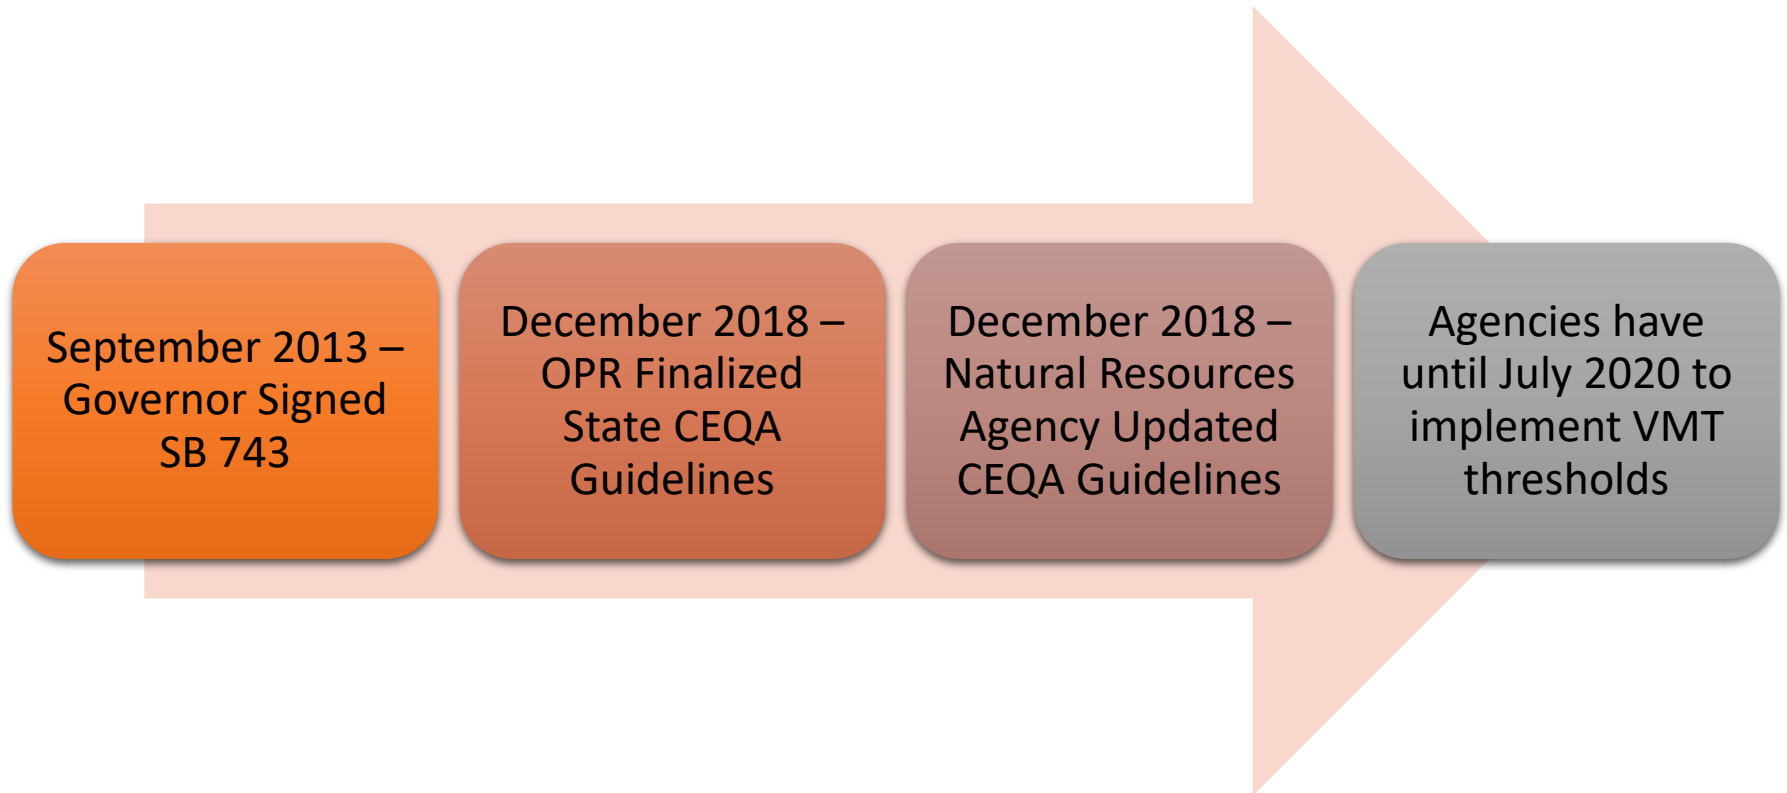 September 2013 –
Governor Signed
SB 743
December 2018 –
OPR Finalized
State CEQA
Guidelines
December 2018 –
Natural Resources
Agency Updated
CEQA Guidelines
Agencies have
until July 2020 to
implement VMT
thresholds